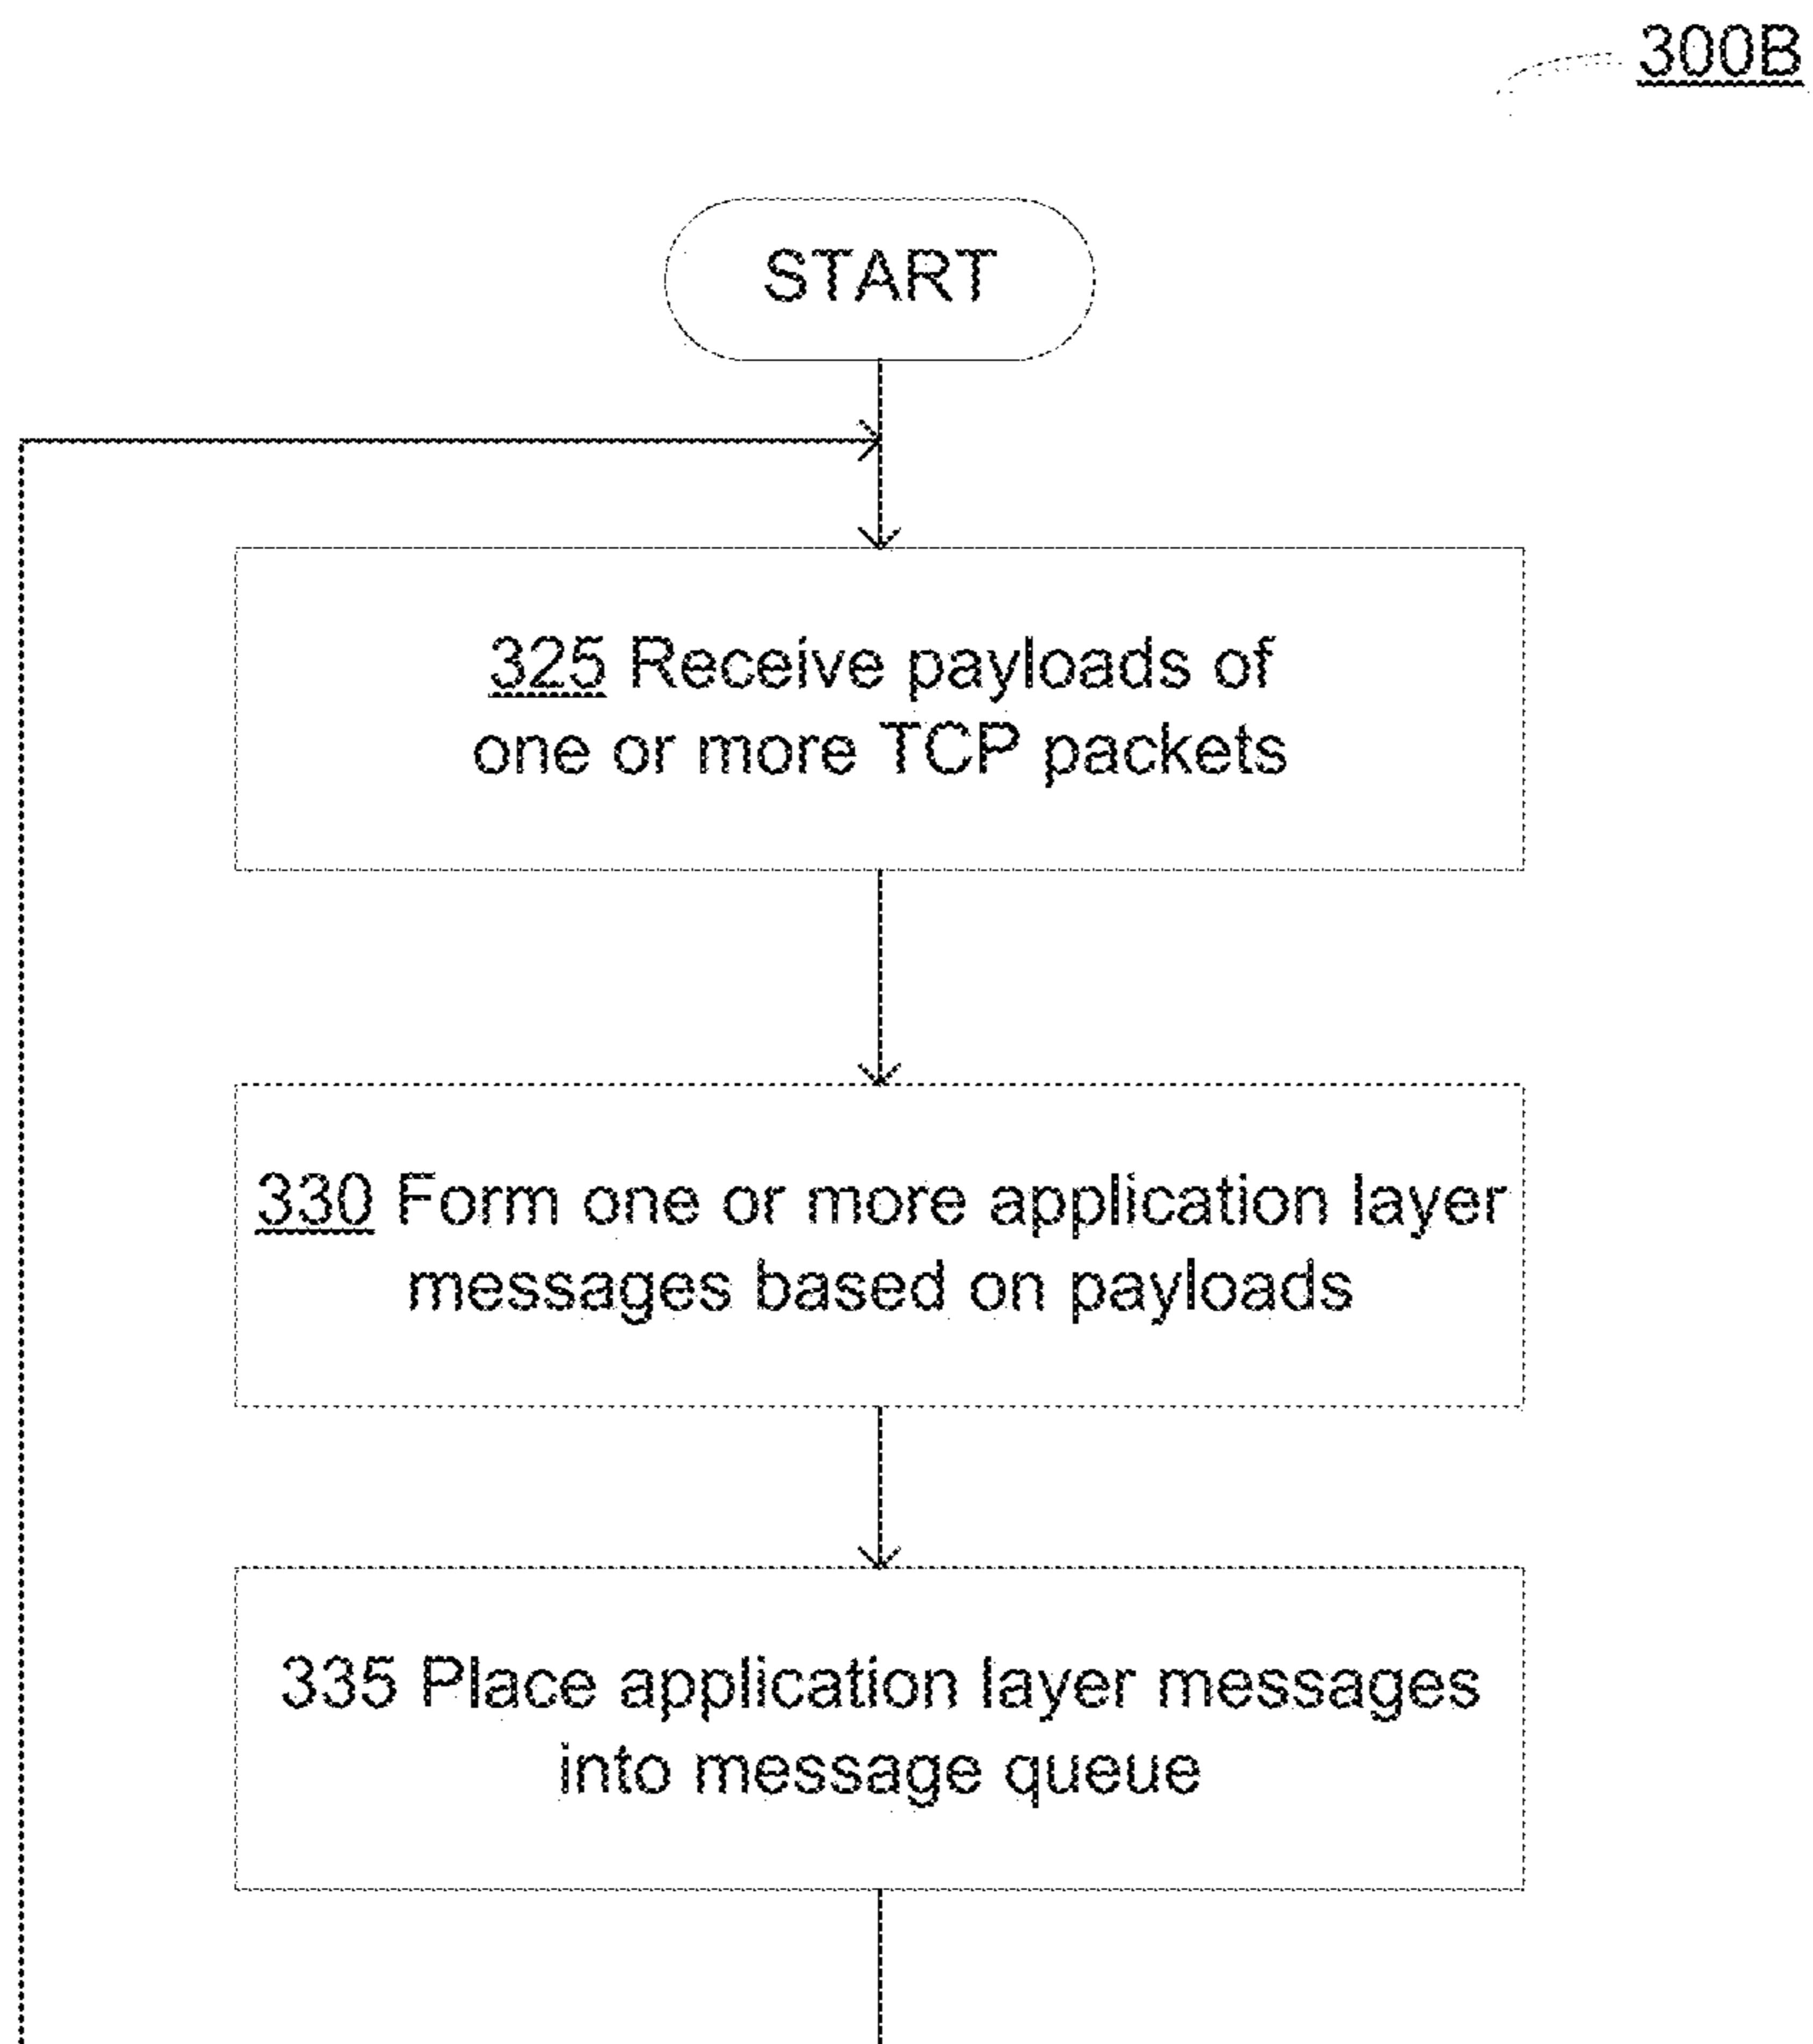 300B
START
325 Receive payloads of
one or more TCP packets
330 Form one or more application layer
messages based on payloads
335 Place application layer messages
into message queue